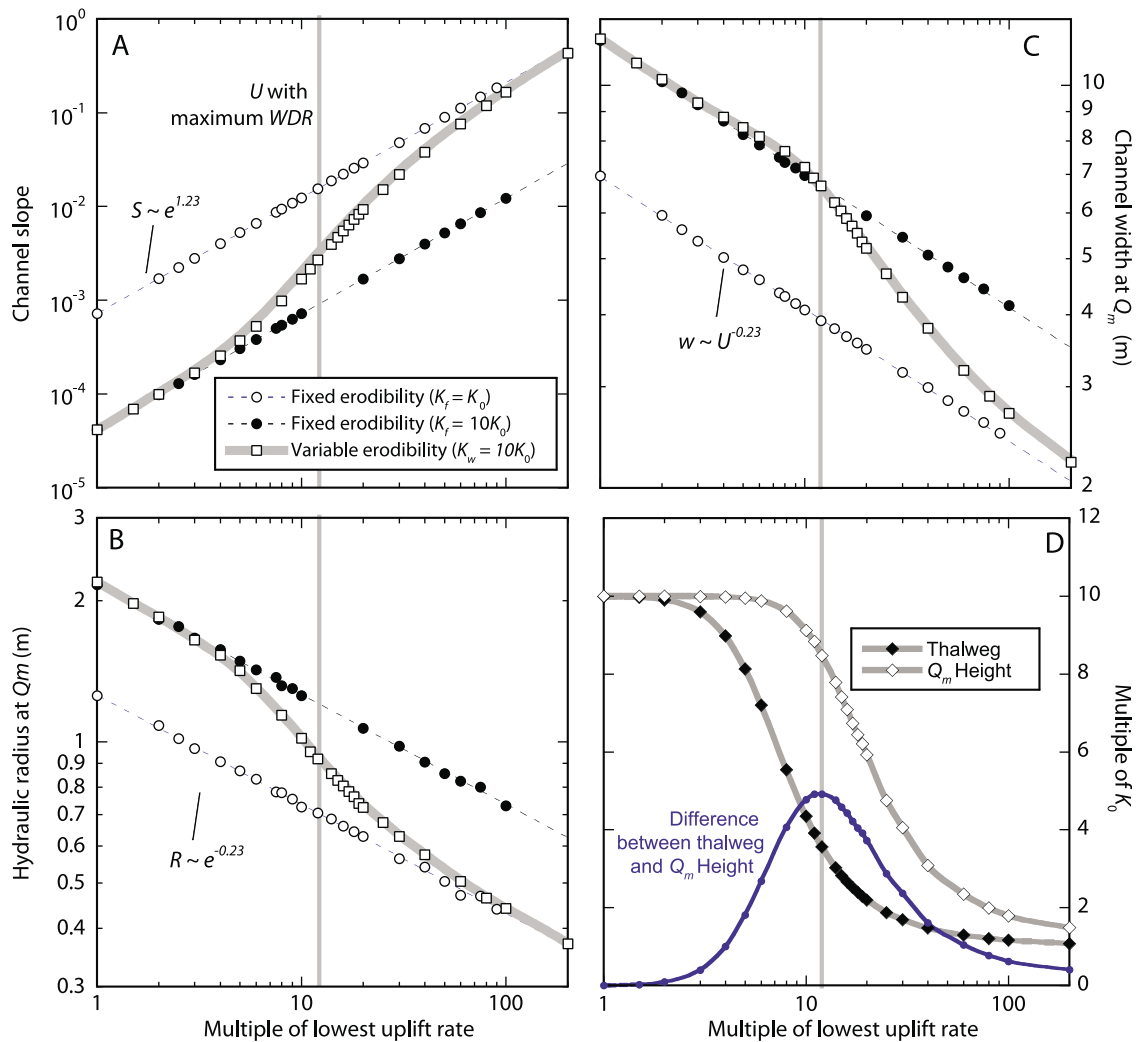 A
10^0
10^-1
10^-2
10^-3
10^-4
10^-5
Channel slope
U with
maximum WDR
S ~ e^1.23
Fixed erodibility (K_f = K_0)
Fixed erodibility (K_f = 10K_0)
Variable erodibility (K_w = 10K_0)
C
10
9
8
7
6
5
4
3
2
Channel width at Q_m (m)
w ~ U^-0.23
B
3
2
1
0.9
0.8
0.7
0.6
0.5
0.4
0.3
Hydraulic radius at Qm (m)
R ~ e^-0.23
1
10
100
Multiple of lowest uplift rate
D
12
10
8
6
4
2
0
Multiple of K_0
Thalweg
Q_m Height
Difference
between thalweg
and Q_m Height
1
10
100
Multiple of lowest uplift rate